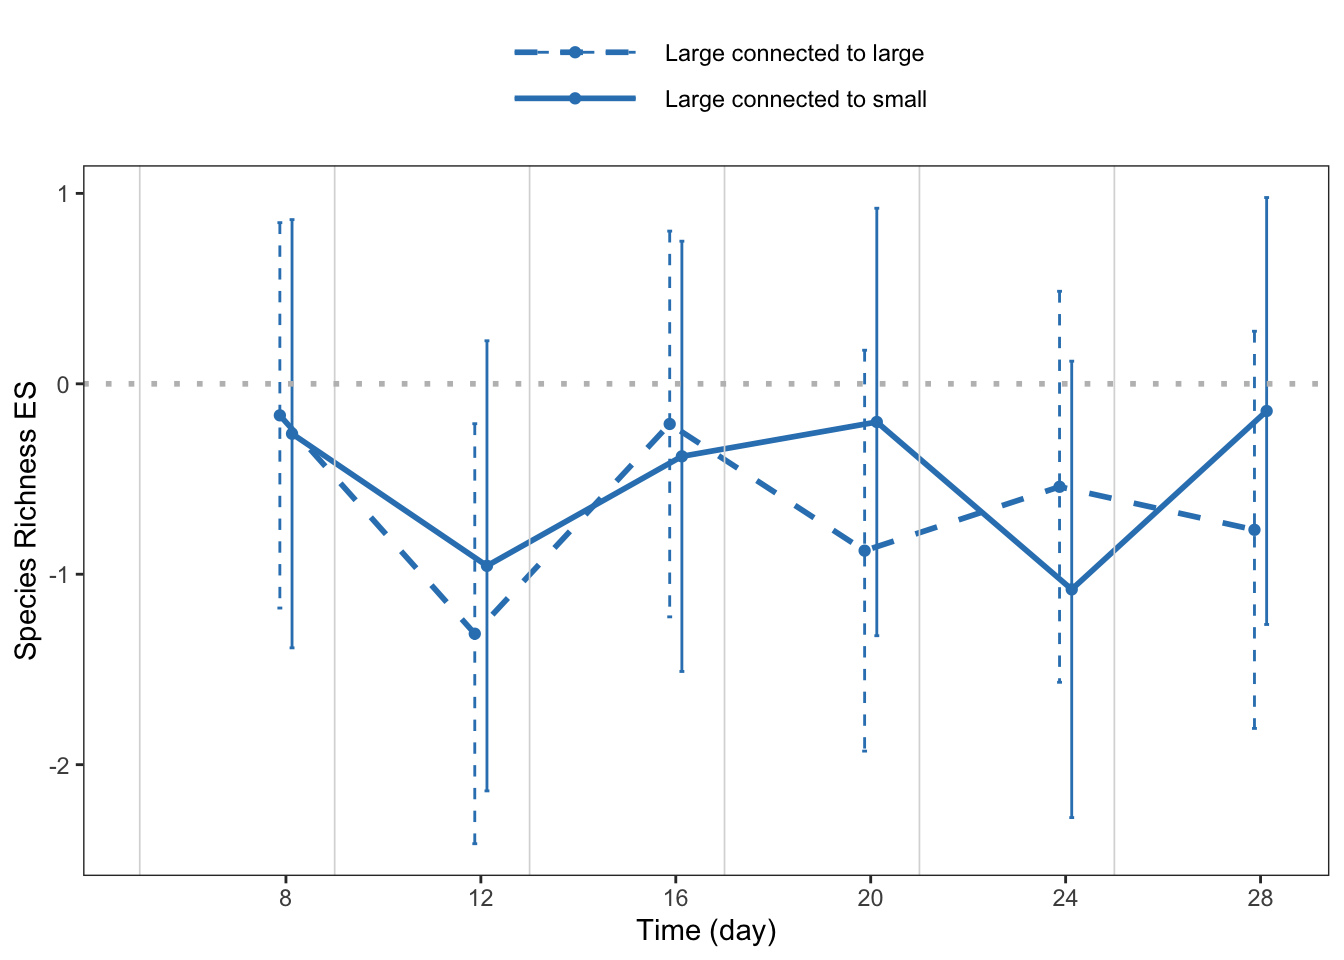 Large connected to large
Large connected to small
Species Richness ES
1
0
-1
-2
8 12 16 20 24 28
Time (day)